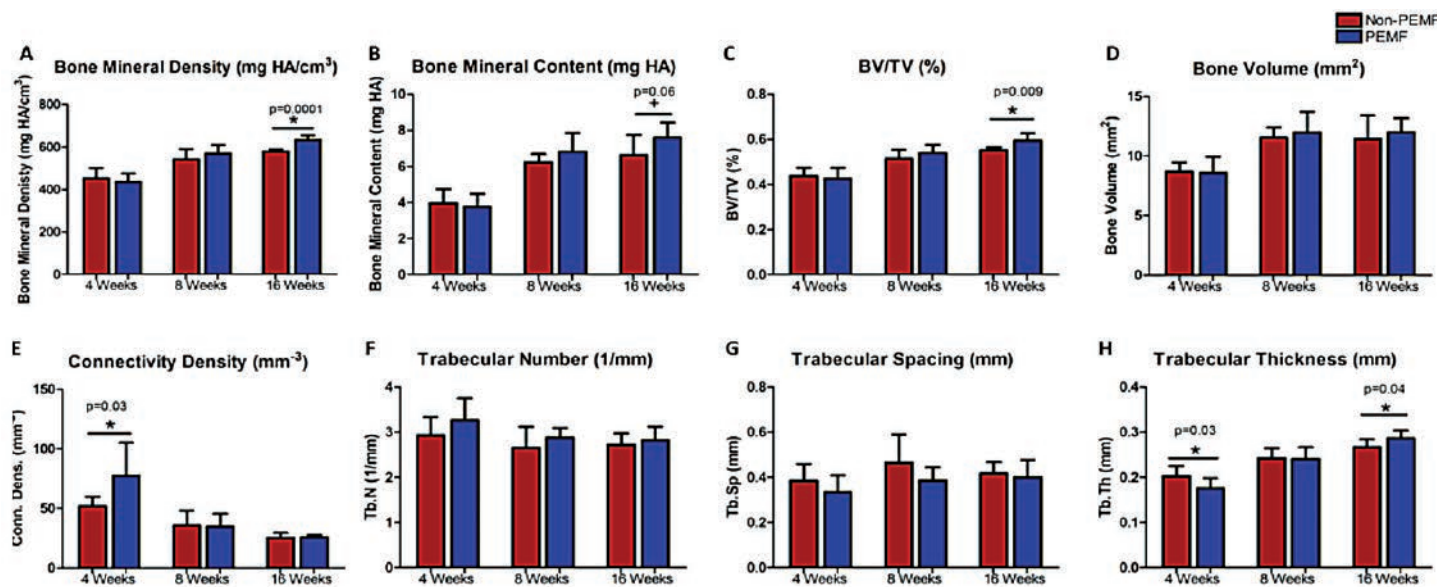 Non-PEMF
PEMF
A
Bone Mineral Density (mg HA/cm³)
Bone Mineral Denisty (mg HA/cm³)
800
600
400
200
0
p=0.0001
*
4 Weeks
8 Weeks
16 Weeks
B
Bone Mineral Content (mg HA)
Bone Mineral Content (mg HA)
10
8
6
4
2
0
p=0.06
+
4 Weeks
8 Weeks
16 Weeks
C
BV/TV (%)
BV/TV (%)
0.8
0.6
0.4
0.2
0.0
p=0.009
*
4 Weeks
8 Weeks
16 Weeks
D
Bone Volume (mm²)
Bone Volume (mm²)
15
10
5
0
4 Weeks
8 Weeks
16 Weeks
E
Connectivity Density (mm⁻³)
Conn. Dens.
150
100
50
0
p=0.03
*
4 Weeks
8 Weeks
16 Weeks
F
Trabecular Number (1/mm)
Tb.N (1/mm)
4
3
2
1
0
4 Weeks
8 Weeks
16 Weeks
G
Trabecular Spacing (mm)
Tb.Sp (mm)
0.8
0.6
0.4
0.2
0.0
4 Weeks
8 Weeks
16 Weeks
H
Trabecular Thickness (mm)
Tb.Th (mm)
0.4
0.3
0.2
0.1
0.0
p=0.03
*
p=0.04
*
4 Weeks
8 Weeks
16 Weeks